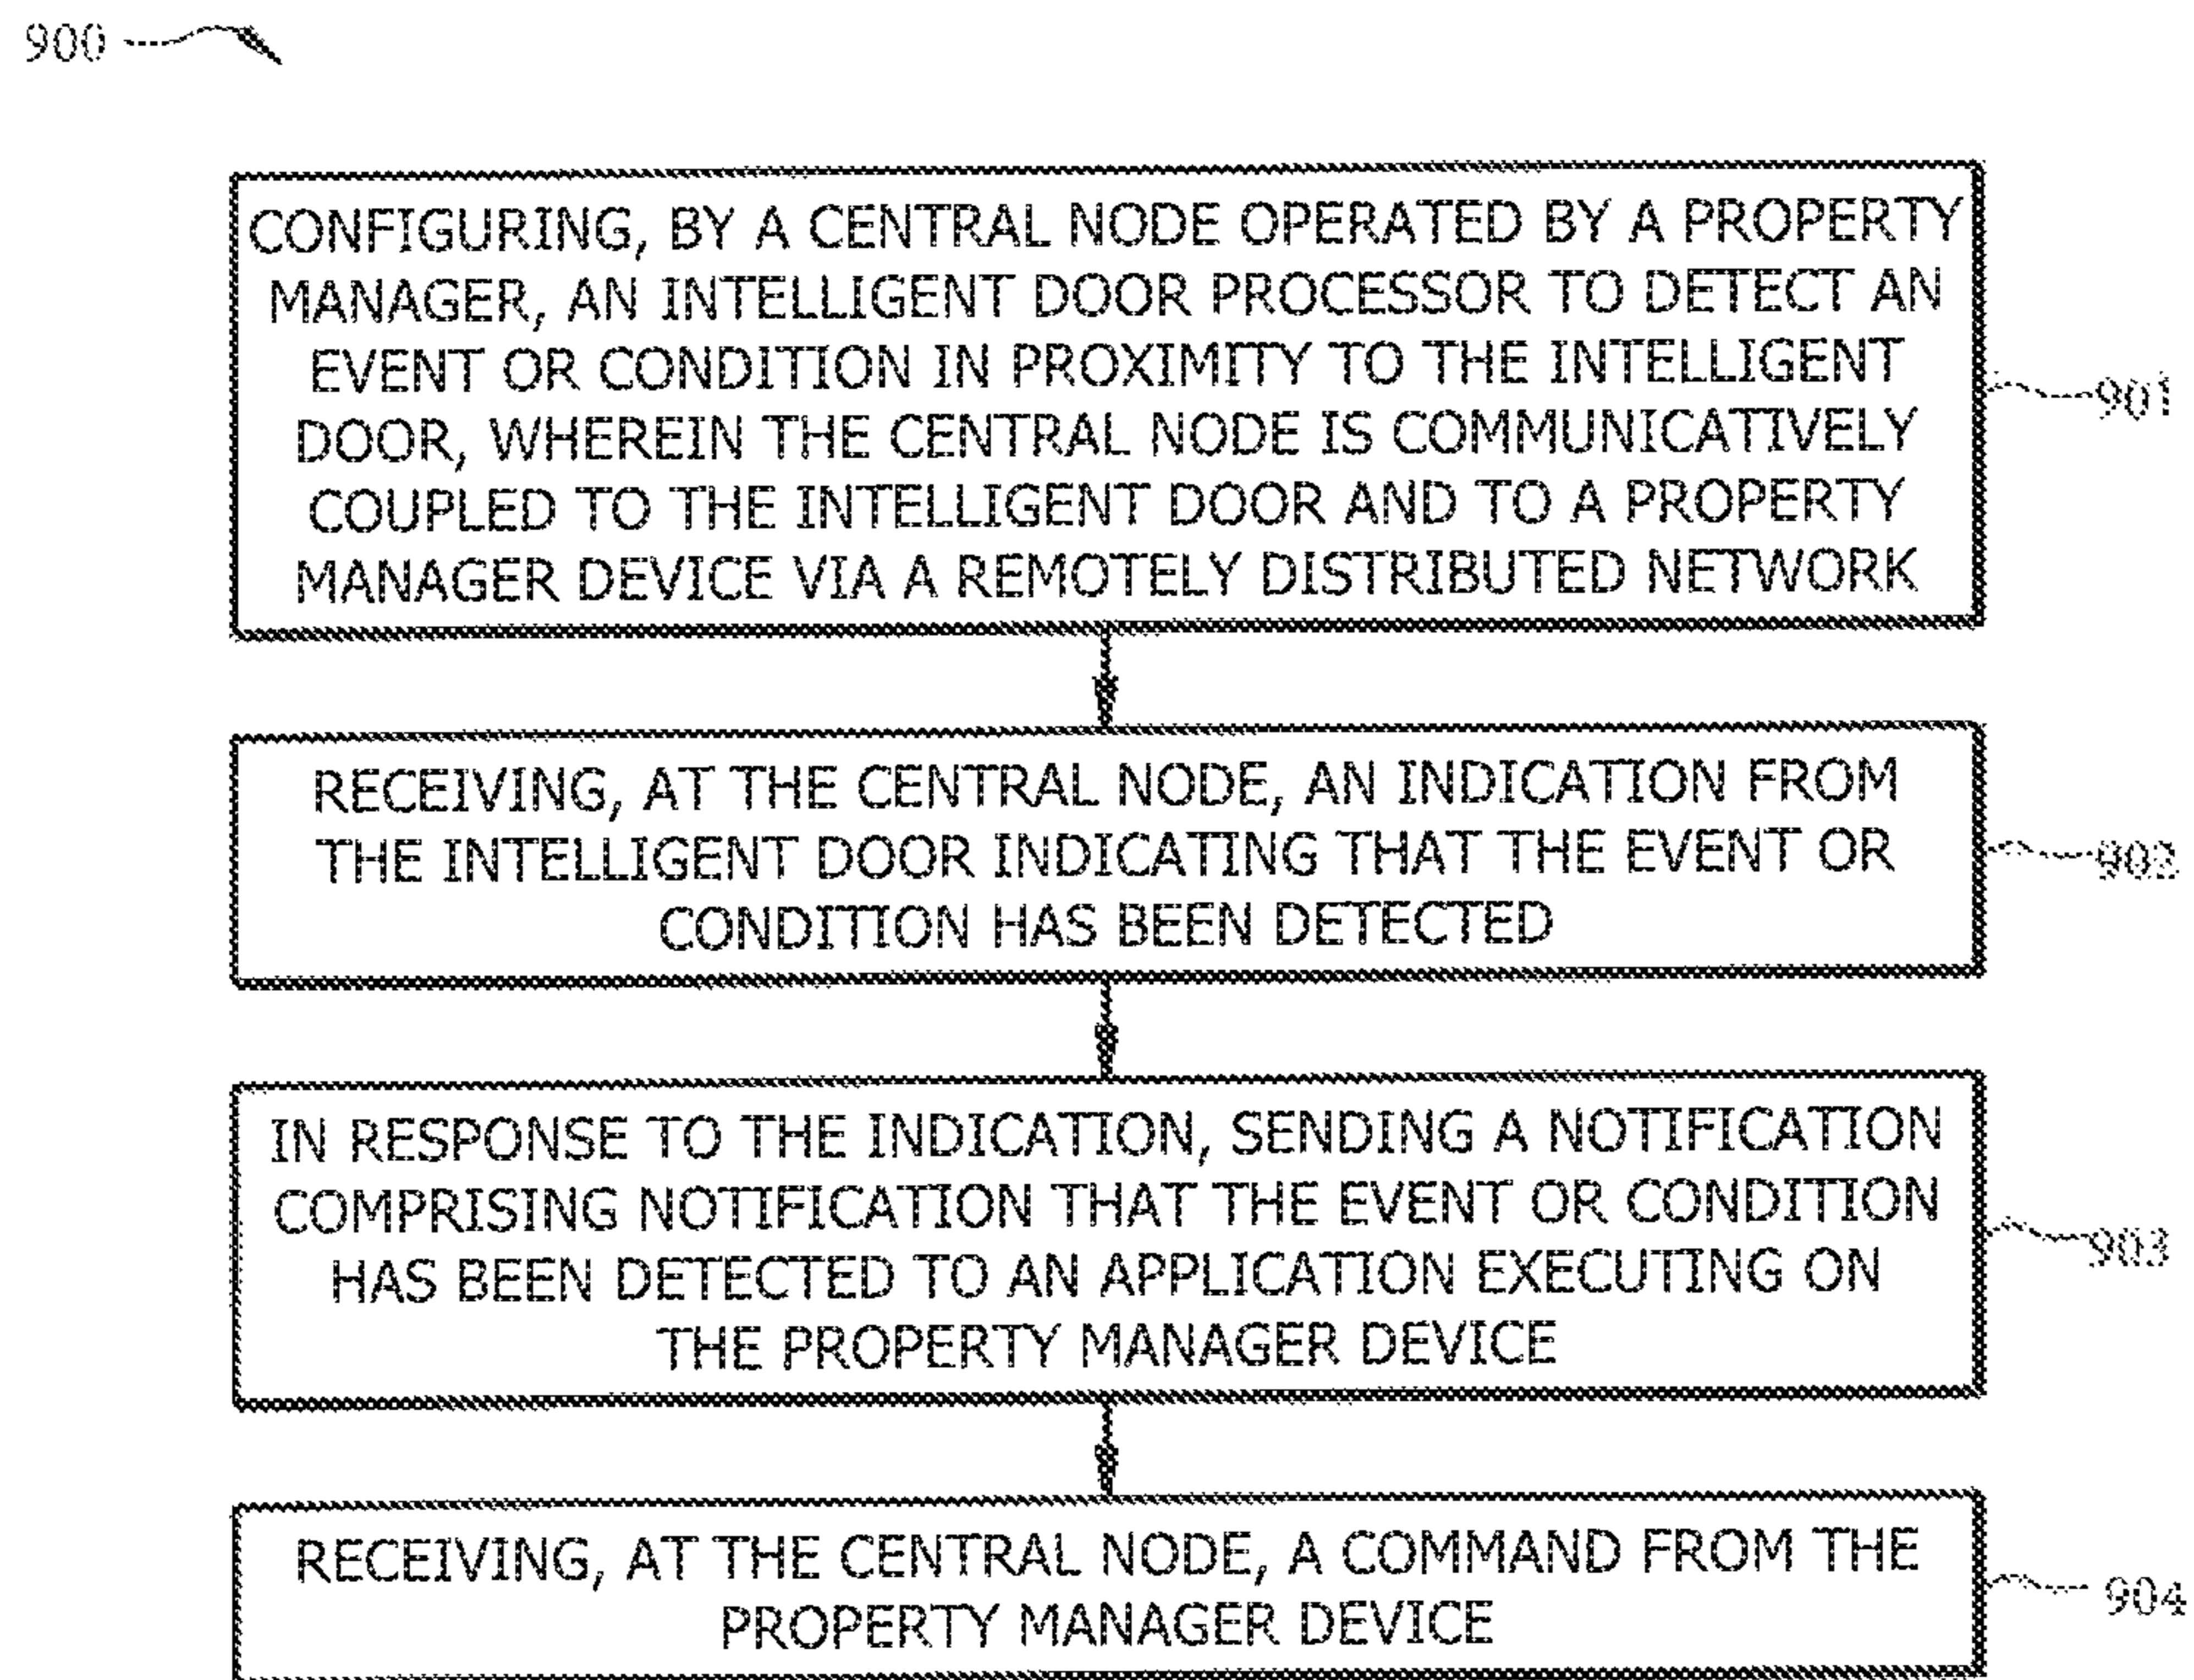 900
CONFIGURING, BY A CENTRAL NODE OPERATED BY A PROPERTY
MANAGER, AN INTELLIGENT DOOR PROCESSOR TO DETECT AN
EVENT OR CONDITION IN PROXIMITY TO THE INTELLIGENT
DOOR, WHEREIN THE CENTRAL NODE IS COMMUNICATIVELY
COUPLED TO THE INTELLIGENT DOOR AND TO A PROPERTY
MANAGER DEVICE VIA A REMOTELY DISTRIBUTED NETWORK
901
RECEIVING, AT THE CENTRAL NODE, AN INDICATION FROM
THE INTELLIGENT DOOR INDICATING THAT THE EVENT OR
CONDITION HAS BEEN DETECTED
902
IN RESPONSE TO THE INDICATION, SENDING A NOTIFICATION
COMPRISING NOTIFICATION THAT THE EVENT OR CONDITION
HAS BEEN DETECTED TO AN APPLICATION EXECUTING ON
THE PROPERTY MANAGER DEVICE
903
RECEIVING, AT THE CENTRAL NODE, A COMMAND FROM THE
PROPERTY MANAGER DEVICE
904